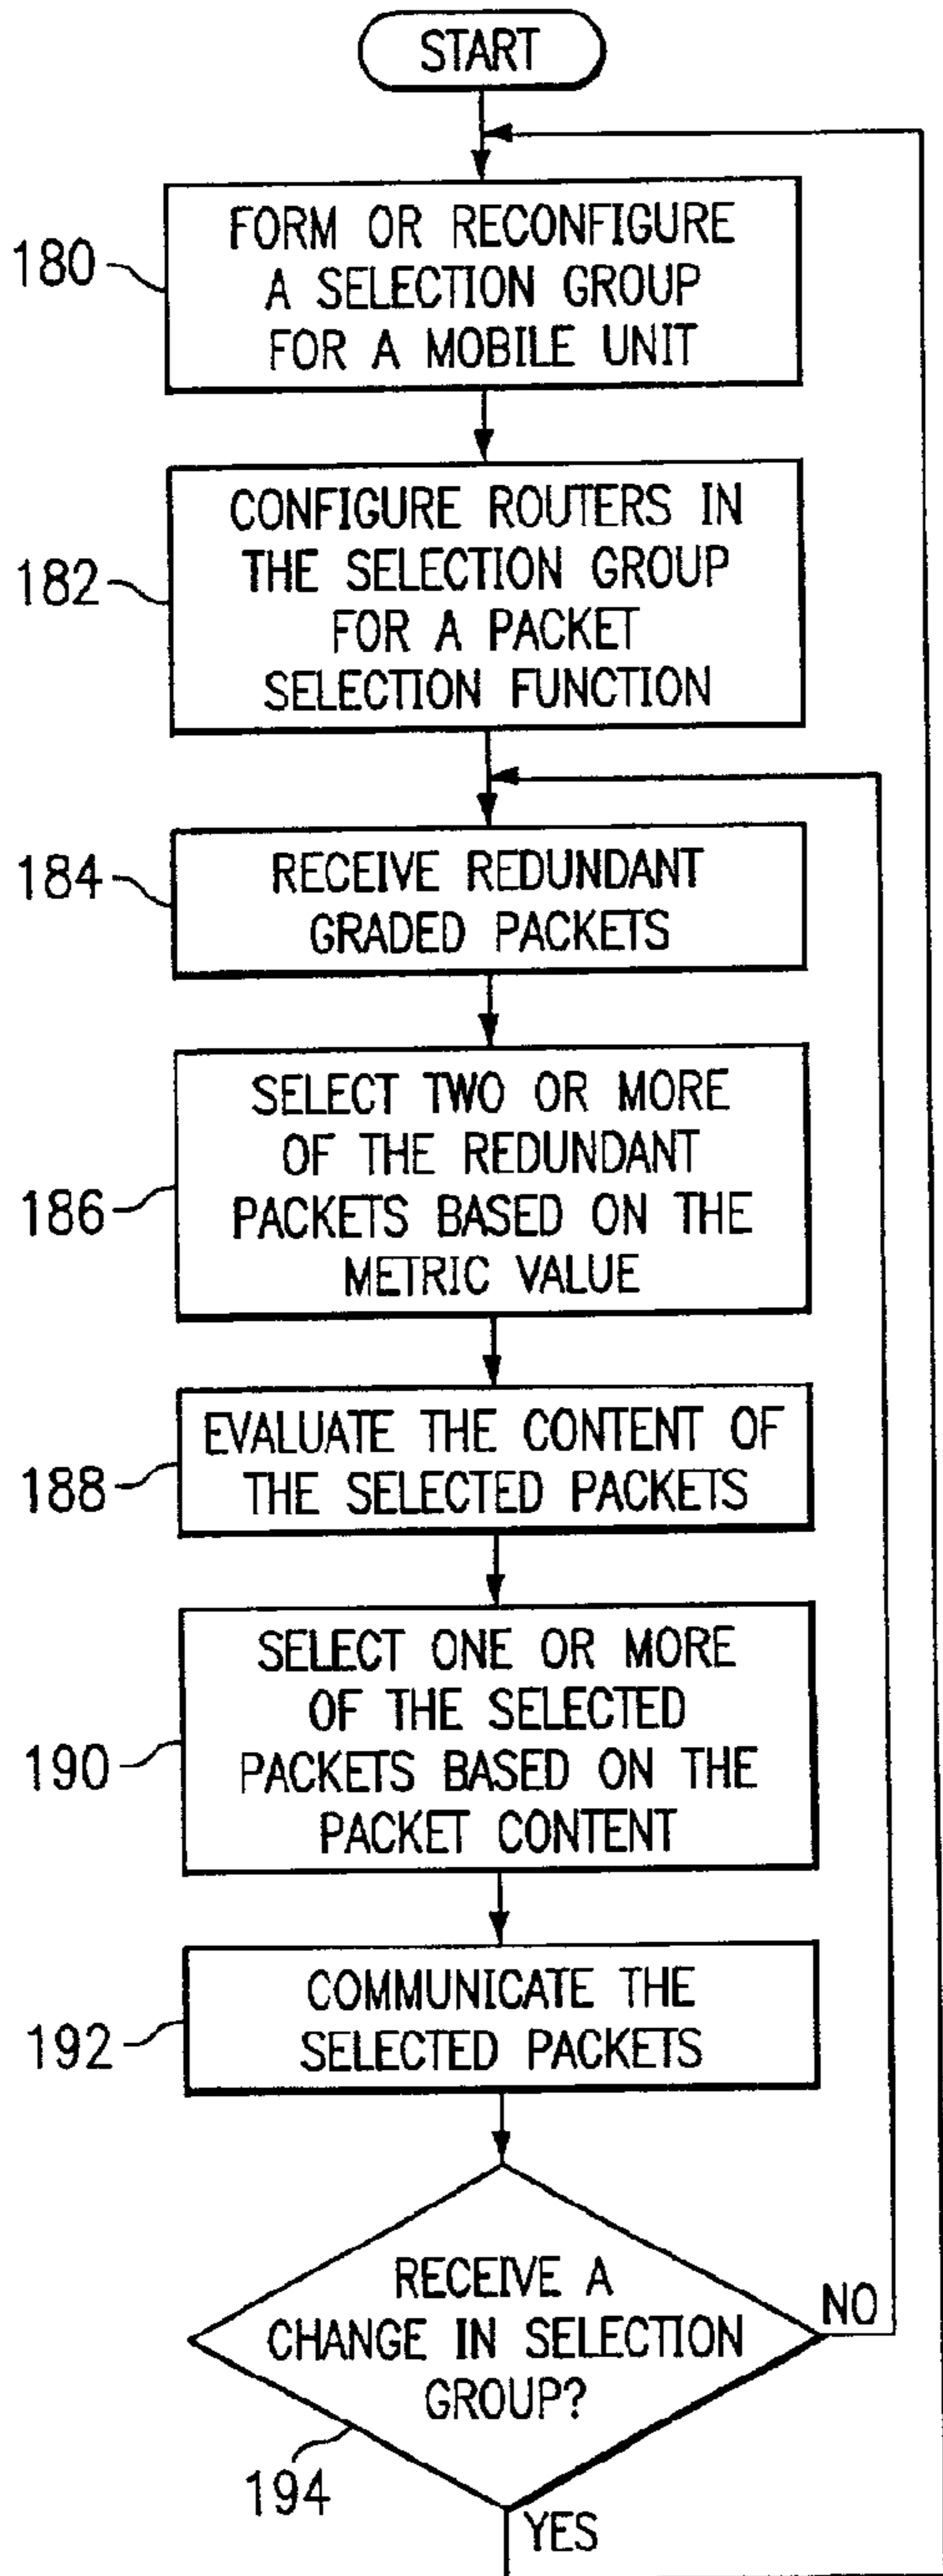 START
180
FORM OR RECONFIGURE
A SELECTION GROUP
FOR A MOBILE UNIT
182
CONFIGURE ROUTERS IN
THE SELECTION GROUP
FOR A PACKET
SELECTION FUNCTION
184
RECEIVE REDUNDANT
GRADED PACKETS
186
SELECT TWO OR MORE
OF THE REDUNDANT
PACKETS BASED ON THE
METRIC VALUE
188
EVALUATE THE CONTENT OF
THE SELECTED PACKETS
190
SELECT ONE OR MORE
OF THE SELECTED
PACKETS BASED ON THE
PACKET CONTENT
192
COMMUNICATE THE
SELECTED PACKETS
RECEIVE A
CHANGE IN SELECTION
GROUP?
NO
194
YES